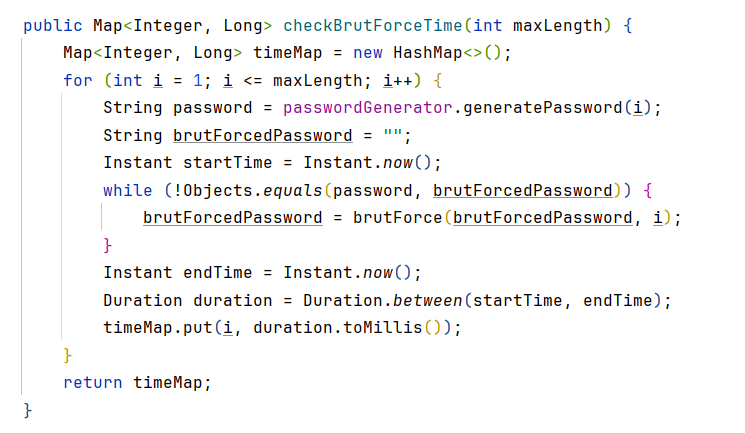 public Map<Integer, Long> checkBrutForceTime(int maxLength) {
    Map<Integer, Long> timeMap = new HashMap<>();
    for (int i = 1; i <= maxLength; i++) {
        String password = passwordGenerator.generatePassword(i);
        String brutForcedPassword = "";
        Instant startTime = Instant.now();
        while (!Objects.equals(password, brutForcedPassword)) {
            brutForcedPassword = brutForce(brutForcedPassword, i);
        }
        Instant endTime = Instant.now();
        Duration duration = Duration.between(startTime, endTime);
        timeMap.put(i, duration.toMillis());
    }
    return timeMap;
}